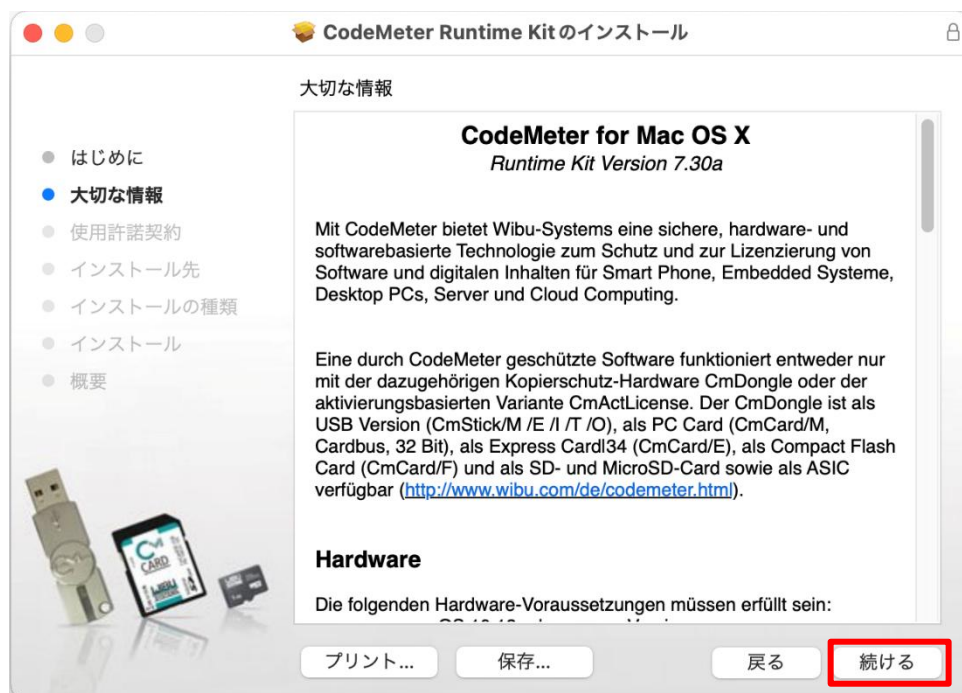 CodeMeter Runtime Kit のインストール
大切な情報
はじめに
大切な情報
使用許諾契約
インストール先
インストールの種類
インストール
概要
CodeMeter for Mac OS X
Runtime Kit Version 7.30a
Mit CodeMeter bietet Wibu-Systems eine sichere, hardware- und
softwarebasierte Technologie zum Schutz und zur Lizenzierung von
Software und digitalen Inhalten für Smart Phone, Embedded Systeme,
Desktop PCs, Server und Cloud Computing.
Eine durch CodeMeter geschützte Software funktioniert entweder nur
mit der dazugehörigen Kopierschutz-Hardware CmDongle oder der
aktivierungsbasierten Variante CmActLicense. Der CmDongle ist als
USB Version (CmStick/M /E /I /T /O), als PC Card (CmCard/M,
Cardbus, 32 Bit), als Express Cardl34 (CmCard/E), als Compact Flash
Card (CmCard/F) und als SD- und MicroSD-Card sowie als ASIC
verfügbar (http://www.wibu.com/de/codemeter.html).
Hardware
Die folgenden Hardware-Voraussetzungen müssen erfüllt sein:
CARD
プリント...
保存...
戻る
続ける